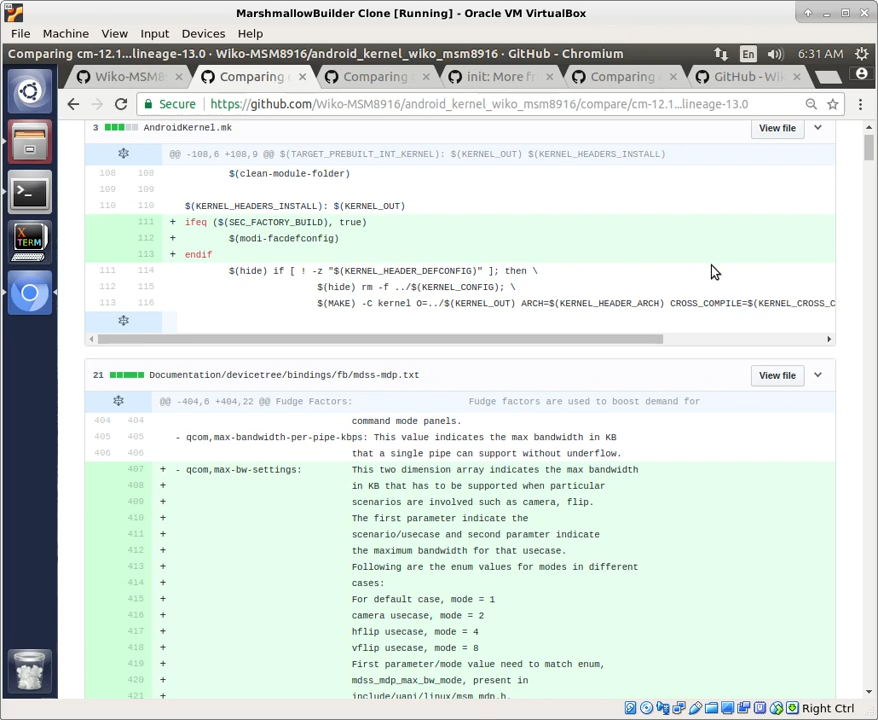 MarshmallowBuilder Clone [Running] - Oracle VM VirtualBox
File Machine View Input Devices Help
Comparing cm-12.1...lineage-13.0 · Wiko-MSM8916/android_kernel_wiko_msm8916 · GitHub - Chromium
En 6:31 AM
Wiko-MSM8 × Comparing c × Comparing × init: More fr × Comparing × GitHub - Wi ×
Secure https://github.com/Wiko-MSM8916/android_kernel_wiko_msm8916/compare/cm-12.1...lineage-13.0
3 AndroidKernel.mk View file
@@ -108,6 +108,9 @@ $(TARGET_PREBUILT_INT_KERNEL): $(KERNEL_OUT) $(KERNEL_HEADERS_INSTALL)
108 108 $(clean-module-folder)
109 109
110 110 $(KERNEL_HEADERS_INSTALL): $(KERNEL_OUT)
111 + ifeq ($(SEC_FACTORY_BUILD), true)
112 + $(modi-facdefconfig)
113 + endif
111 114 $(hide) if [ ! -z "$(KERNEL_HEADER_DEFCONFIG)" ]; then \
112 115 $(hide) rm -f ../$(KERNEL_CONFIG); \
113 116 $(MAKE) -C kernel O=../$(KERNEL_OUT) ARCH=$(KERNEL_HEADER_ARCH) CROSS_COMPILE=$(KERNEL_CROSS_C
21 Documentation/devicetree/bindings/fb/mdss-mdp.txt View file
@@ -404,6 +404,22 @@ Fudge Factors: Fudge factors are used to boost demand for
404 404 command mode panels.
405 405 - qcom,max-bandwidth-per-pipe-kbps: This value indicates the max bandwidth in KB
406 406 that a single pipe can support without underflow.
407 + - qcom,max-bw-settings: This two dimension array indicates the max bandwidth
408 + in KB that has to be supported when particular
409 + scenarios are involved such as camera, flip.
410 + The first parameter indicate the
411 + scenario/usecase and second paramter indicate
412 + the maximum bandwidth for that usecase.
413 + Following are the enum values for modes in different
414 + cases:
415 + For default case, mode = 1
416 + camera usecase, mode = 2
417 + hflip usecase, mode = 4
418 + vflip usecase, mode = 8
419 + First parameter/mode value need to match enum,
420 + mdss_mdp_max_bw_mode, present in
421 + include/uapi/linux/msm_mdp.h.
X TERM
Right Ctrl